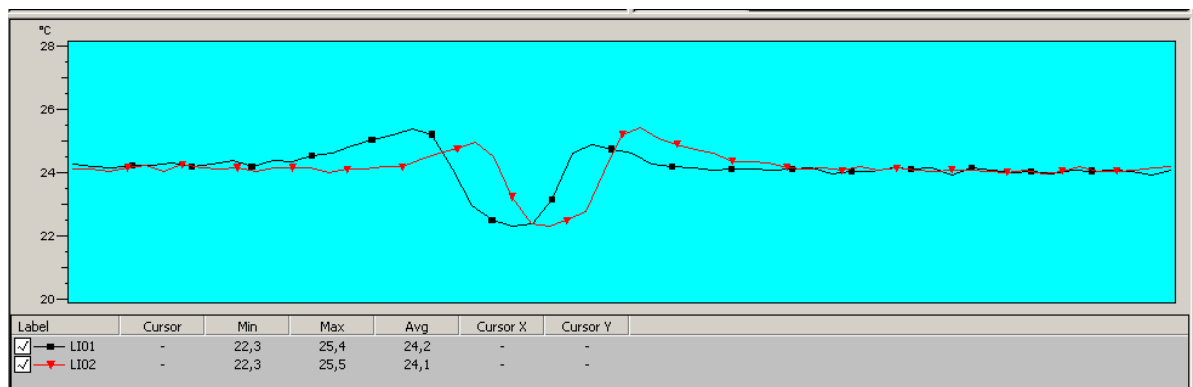 °C
28
26
24
22
20
Label Cursor Min Max Avg Cursor X Cursor Y
LI01 - 22,3 25,4 24,2 - -
LI02 - 22,3 25,5 24,1 - -